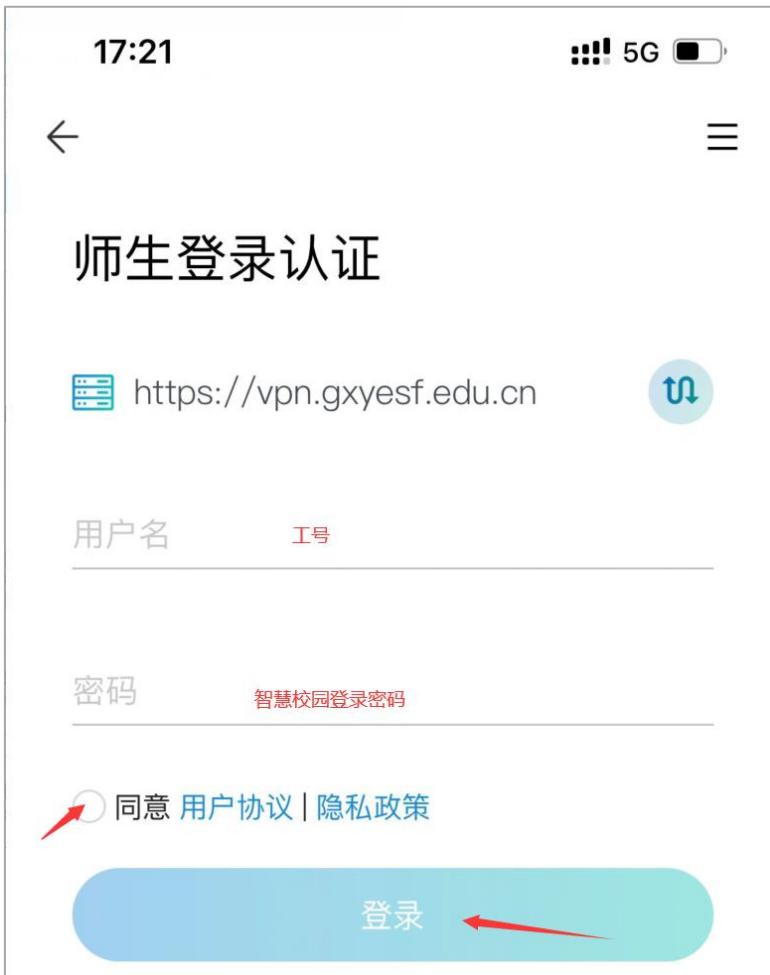 17:21 5G
师生登录认证
https://vpn.gxyesf.edu.cn
用户名 工号
密码 智慧校园登录密码
同意 用户协议 | 隐私政策
登录